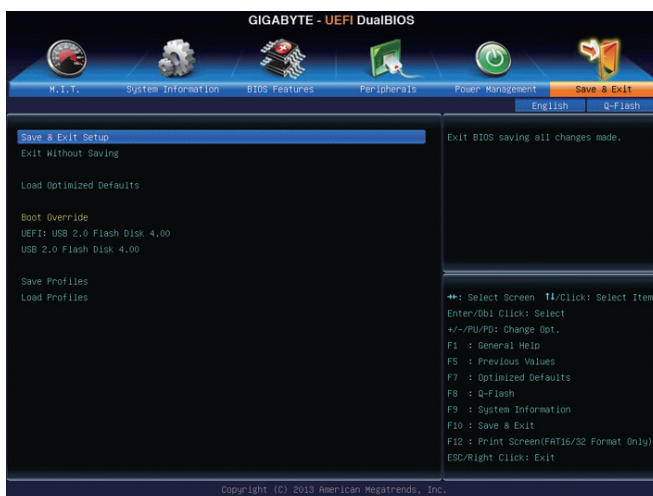 GIGABYTE - UEFI DualBIOS
M.I.T. System Information BIOS Features Peripherals Power Management Save & Exit
English Q-Flash
Save & Exit Setup
Exit Without Saving
Load Optimized Defaults
Boot Override
UEFI: USB 2.0 Flash Disk 4.00
USB 2.0 Flash Disk 4.00
Save Profiles
Load Profiles
Exit BIOS saving all changes made.
→←: Select Screen ↑↓/Click: Select Item
Enter/Dbl Click: Select
+/-/PU/PD: Change Opt.
F1 : General Help
F5 : Previous Values
F7 : Optimized Defaults
F8 : Q-Flash
F9 : System Information
F10 : Save & Exit
F12 : Print Screen(FAT16/32 Format Only)
ESC/Right Click: Exit
Copyright (C) 2013 American Megatrends, Inc.